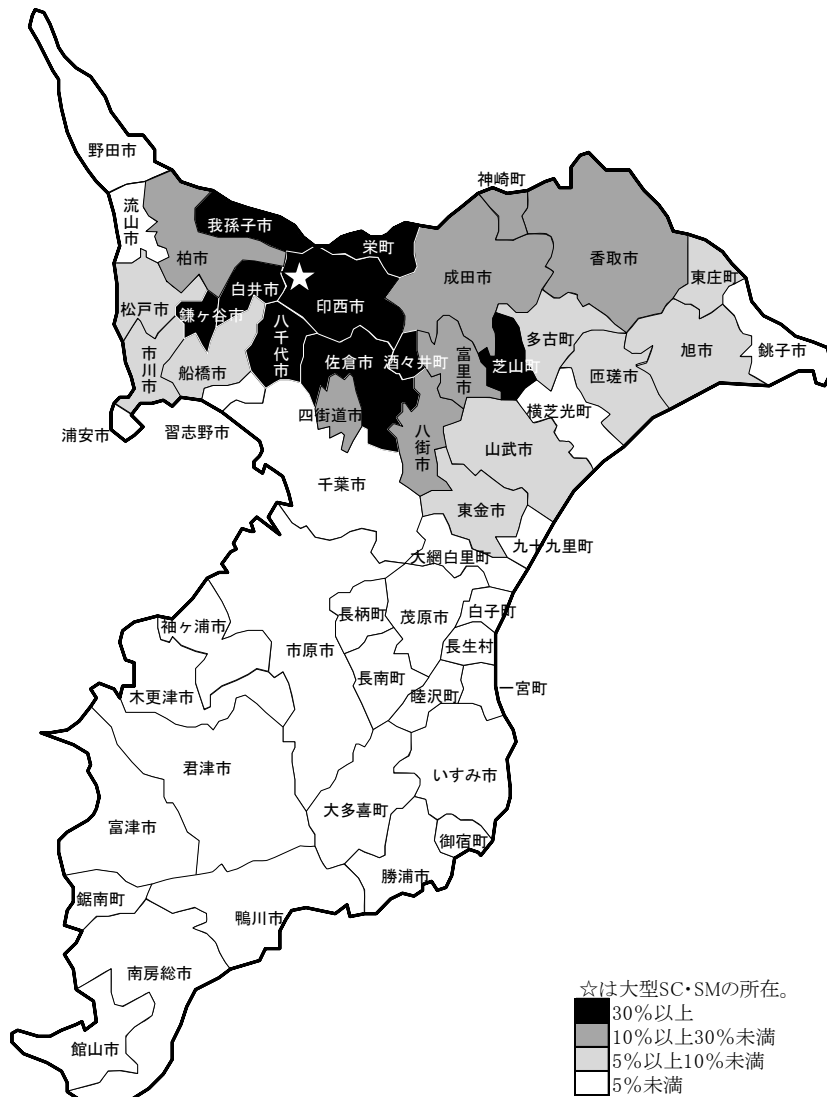 野田市
流山市
柏市
我孫子市
栄町
神崎町
成田市
香取市
東庄町
松戸市
鎌ヶ谷市
白井市
印西市
八千代市
市川市
船橋市
佐倉市
酒々井町
富里市
芝山町
多古町
匝瑳市
旭市
銚子市
浦安市
習志野市
四街道市
八街市
横芝光町
山武市
千葉市
東金市
大網白里町
九十九里町
袖ヶ浦市
市原市
長柄町
茂原市
白子町
長生村
長南町
睦沢町
一宮町
木更津市
君津市
いすみ市
大多喜町
富津市
御宿町
勝浦市
鋸南町
鴨川市
南房総市
館山市
☆は大型SC・SMの所在。
30%以上
10%以上30%未満
5%以上10%未満
5%未満